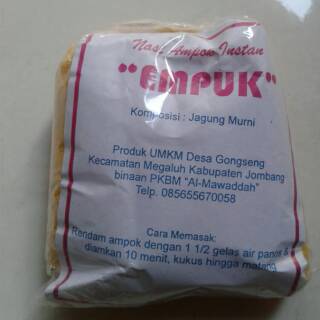 Nasi Ampok Instan
"EMPUK"
Komposisi : Jagung Murni
Produk UMKM Desa Gongseng
Kecamatan Megaluh Kabupaten Jombang
binaan PKBM "Al-Mawaddah"
Telp. 085655670058
Cara Memasak:
Rendam ampok dengan 1 1/2 gelas air panas &
diamkan 10 menit, kukus hingga matang